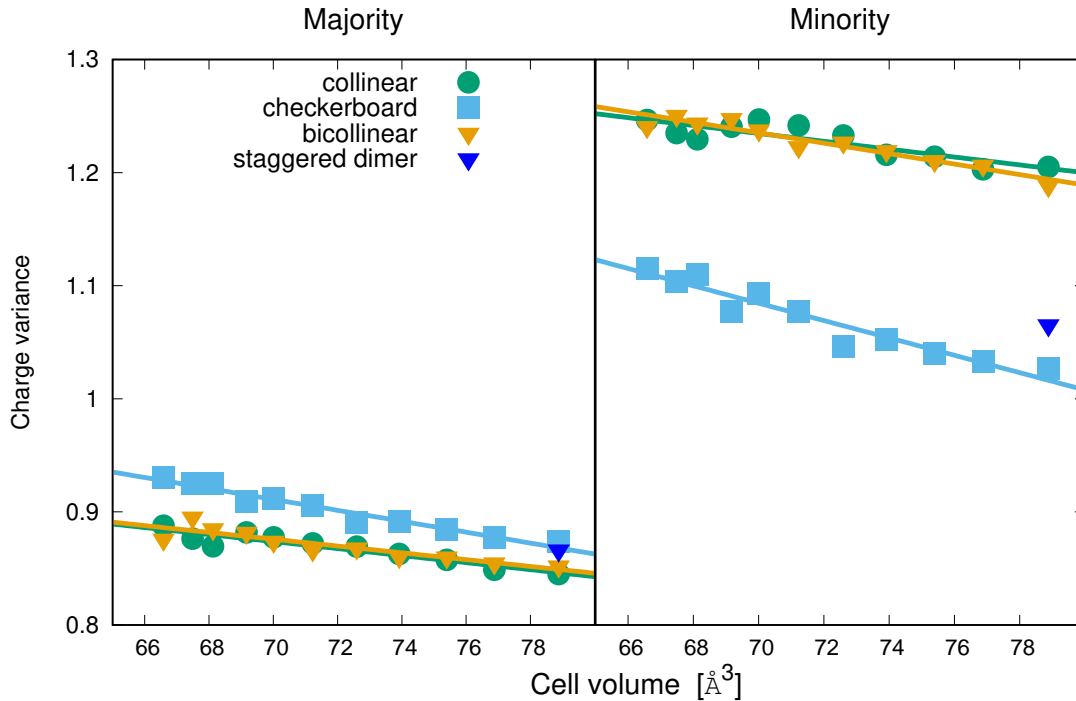 Majority Minority
1.3
1.2
1.1
1
0.9
0.8
Charge variance
collinear
checkerboard
bicollinear
staggered dimer
66 68 70 72 74 76 78 66 68 70 72 74 76 78
Cell volume [Å³]